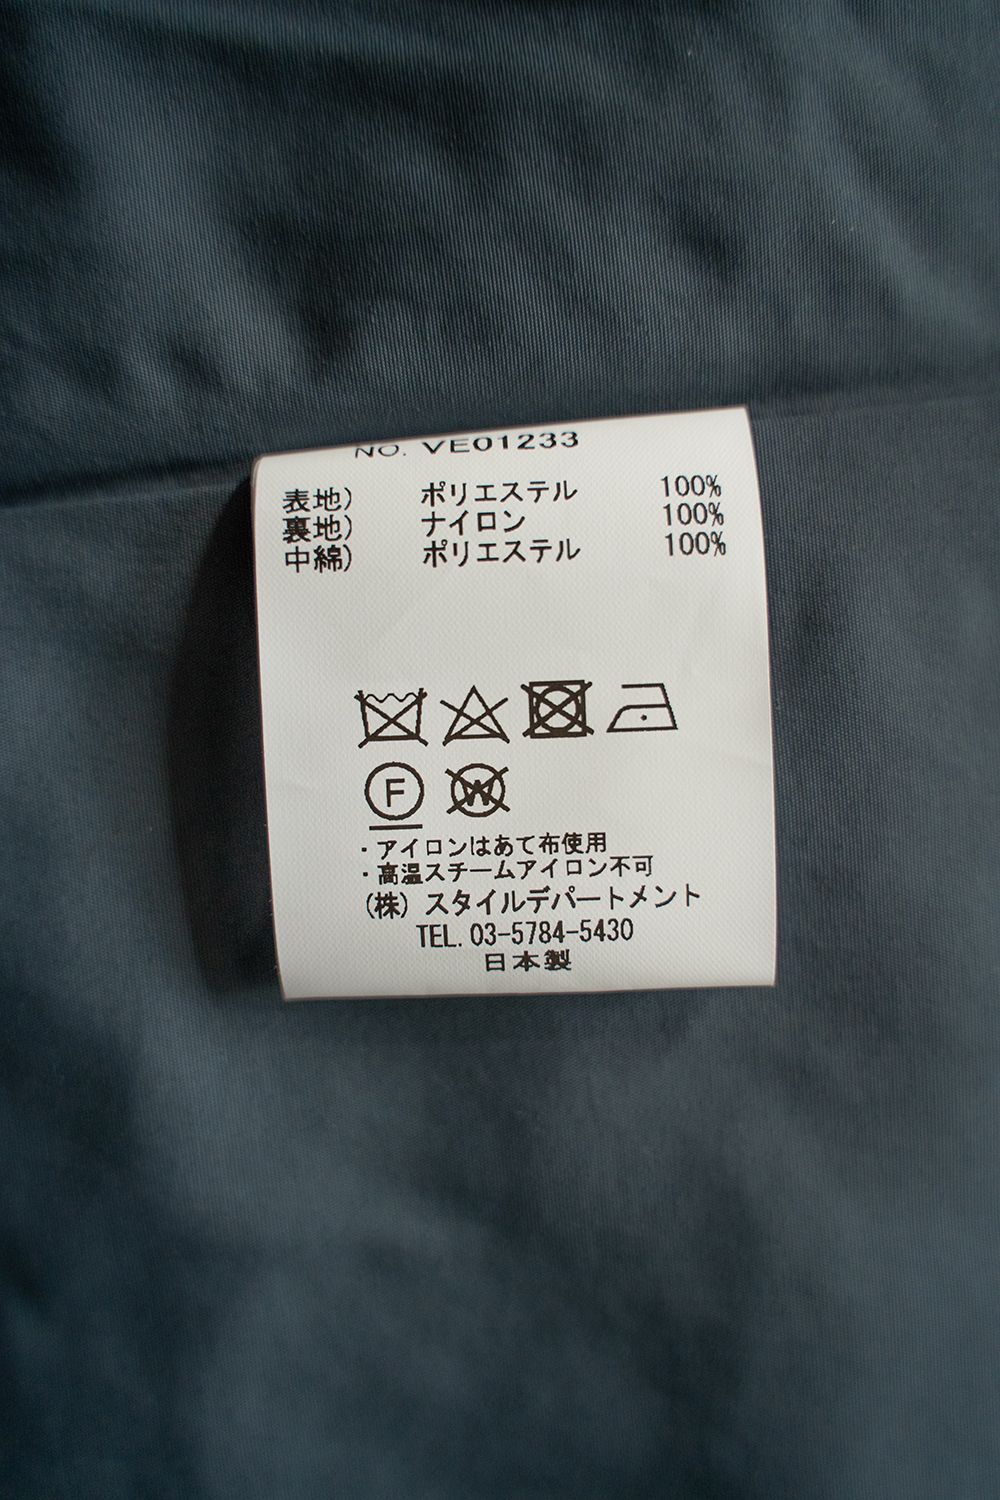 NO. VE01233
表地) ポリエステル 100%
裏地) ナイロン 100%
中綿) ポリエステル 100%
F W
・アイロンはあて布使用
・高温スチームアイロン不可
(株) スタイルデパートメント
TEL. 03-5784-5430
日本製